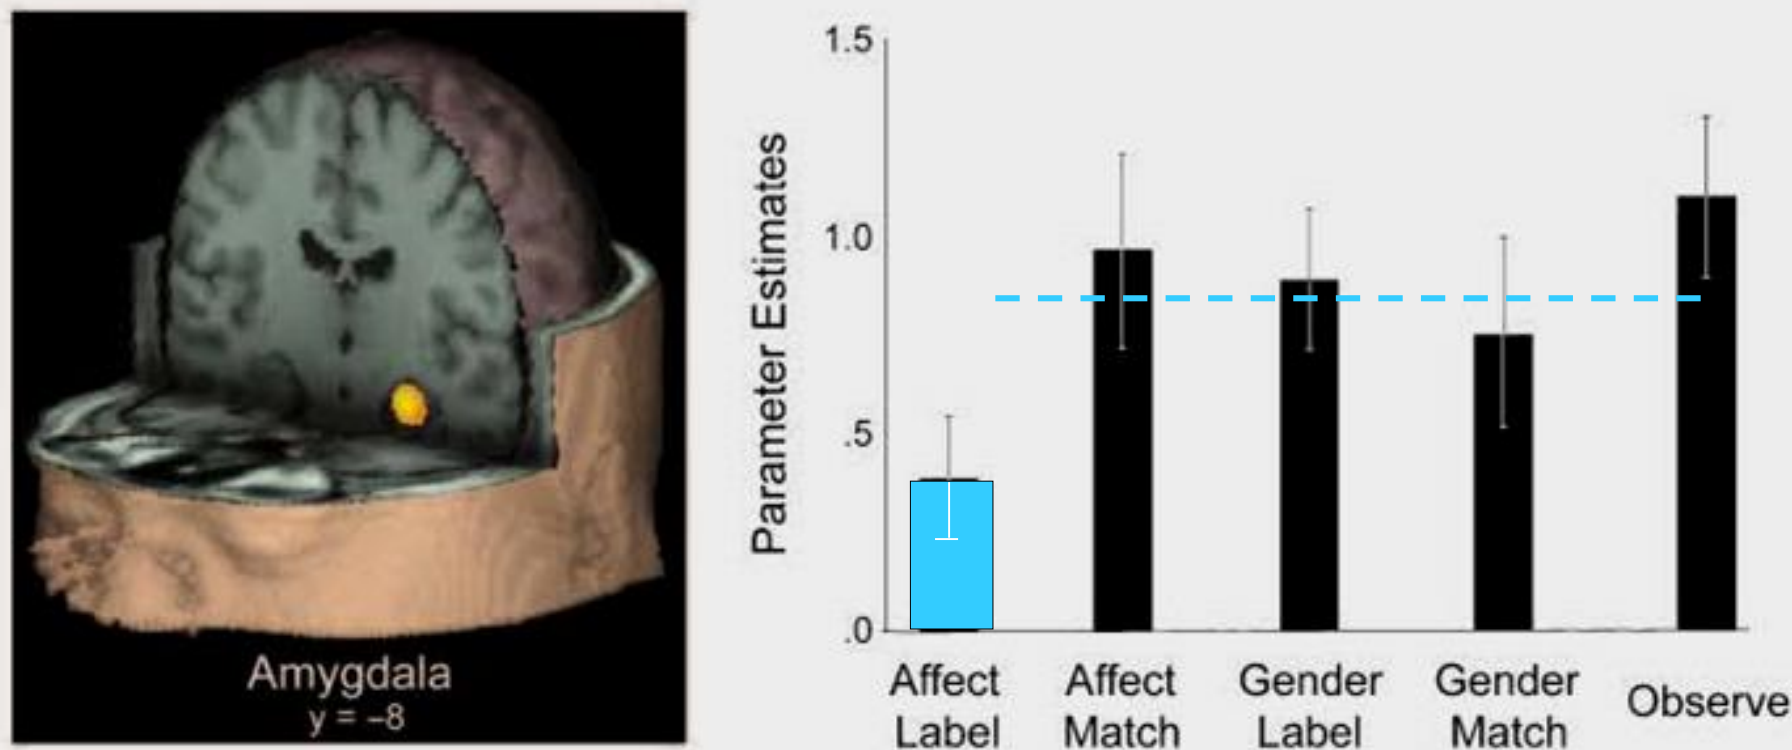 Amygdala
y = –8
Parameter Estimates
1.5
1.0
.5
.0
Affect
Label
Affect
Match
Gender
Label
Gender
Match
Observe